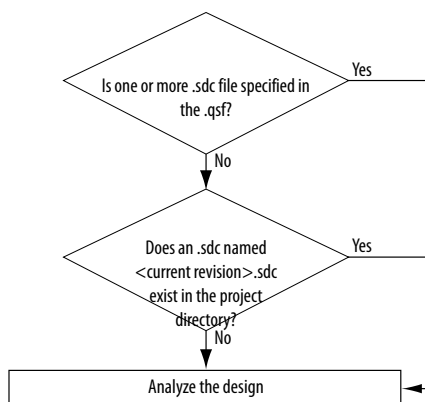 Is one or more .sdc file specified in
the .qsf?
Yes
No
Does an .sdc named
<current revision>.sdc
exist in the project
directory?
Yes
No
Analyze the design